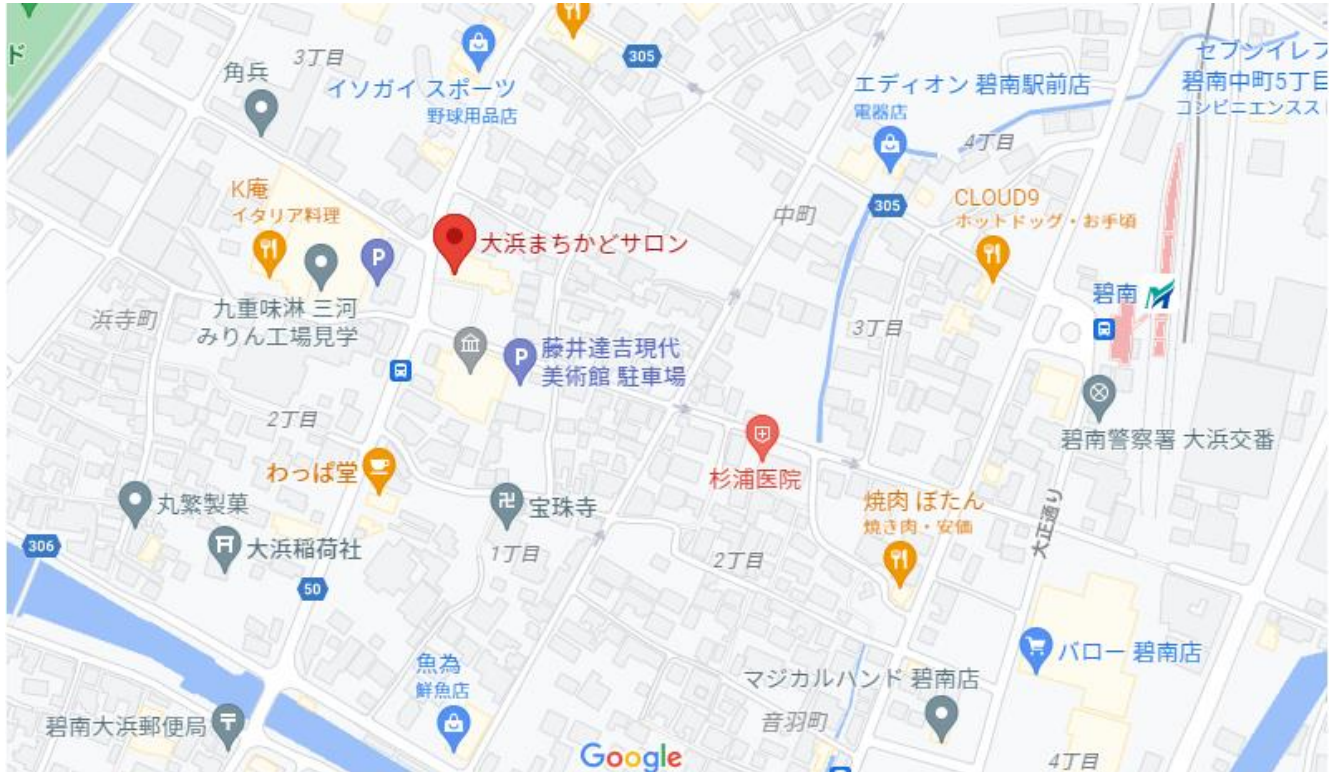 ド
3丁目
角兵
イソガイ スポーツ
野球用品店
305
エディオン 碧南駅前店
電器店
セブンイレブ
碧南中町5丁目
コンビニエンスス
4丁目
K庵
イタリア料理
P
大浜まちかどサロン
中町
305
CLOUD9
ホットドッグ・お手頃
九重味淋 三河
みりん工場見学
浜寺町
碧南
P
藤井達吉現代
美術館 駐車場
3丁目
碧南警察署 大浜交番
2丁目
わっぱ堂
杉浦医院
丸繁製菓
宝珠寺
焼肉 ぼたん
焼き肉・安価
大正通り
306
大浜稲荷社
1丁目
2丁目
50
バロー 碧南店
魚為
鮮魚店
マジカルハンド 碧南店
碧南大浜郵便局
音羽町
Google
4丁目